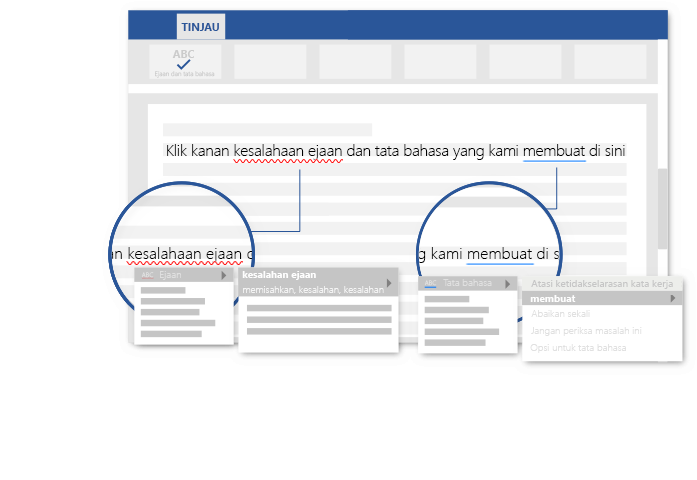 TINJAU
ABC
Ejaan dan tata bahasa
Klik kanan kesalahaan ejaan dan tata bahasa yang kami membuat di sini
an kesalahaan ejaan d
g kami membuat di s
ABC Ejaan
kesalahan ejaan
memisahkan, kesalahan, kesalahan
ABC Tata bahasa
Atasi ketidakselarasan kata kerja
membuat
Abaikan sekali
Jangan periksa masalah ini
Opsi untuk tata bahasa